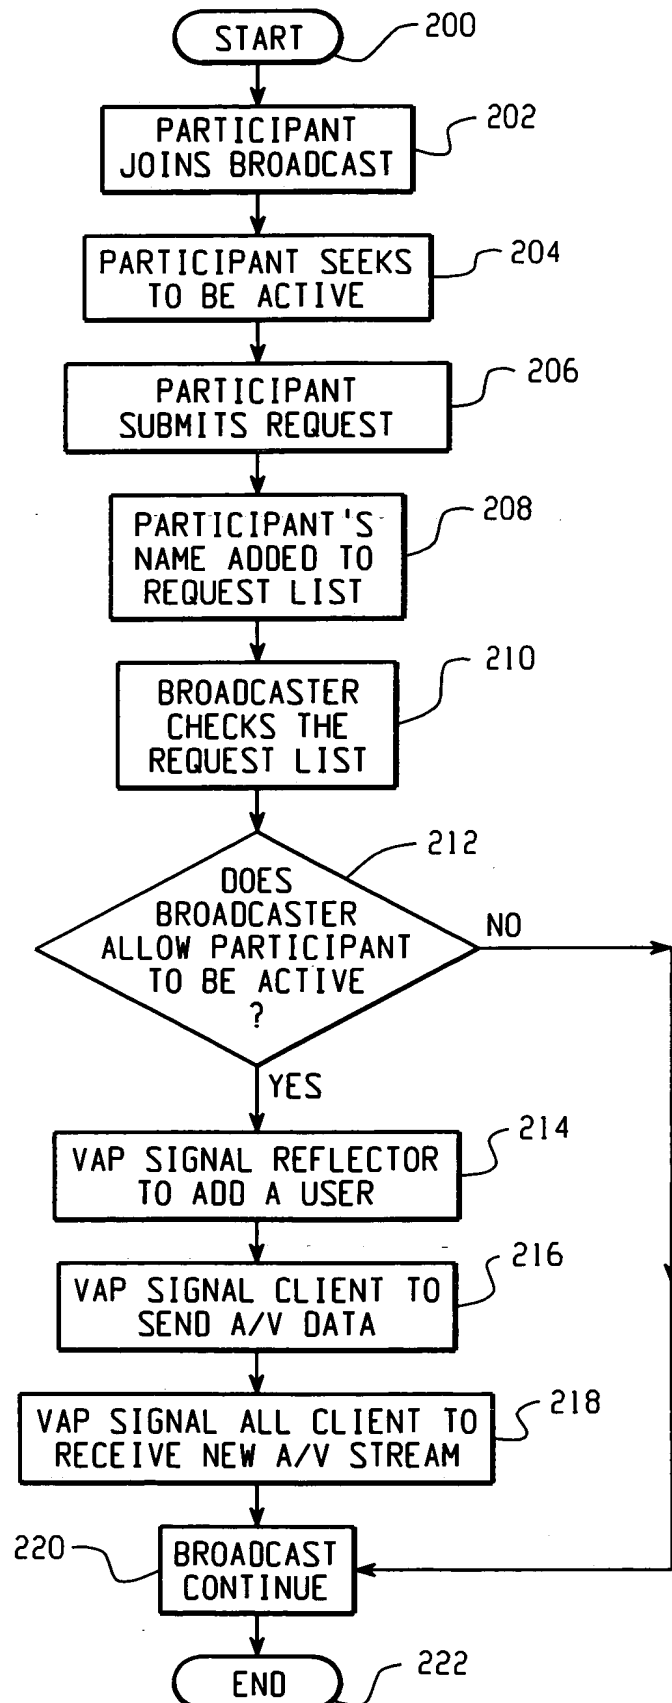 START
200
PARTICIPANT
JOINS BROADCAST
202
PARTICIPANT SEEKS
TO BE ACTIVE
204
PARTICIPANT
SUBMITS REQUEST
206
PARTICIPANT'S
NAME ADDED TO
REQUEST LIST
208
BROADCASTER
CHECKS THE
REQUEST LIST
210
DOES
BROADCASTER
ALLOW PARTICIPANT
TO BE ACTIVE
?
212
NO
YES
VAP SIGNAL REFLECTOR
TO ADD A USER
214
VAP SIGNAL CLIENT TO
SEND A/V DATA
216
VAP SIGNAL ALL CLIENT TO
RECEIVE NEW A/V STREAM
218
BROADCAST
CONTINUE
220
END
222